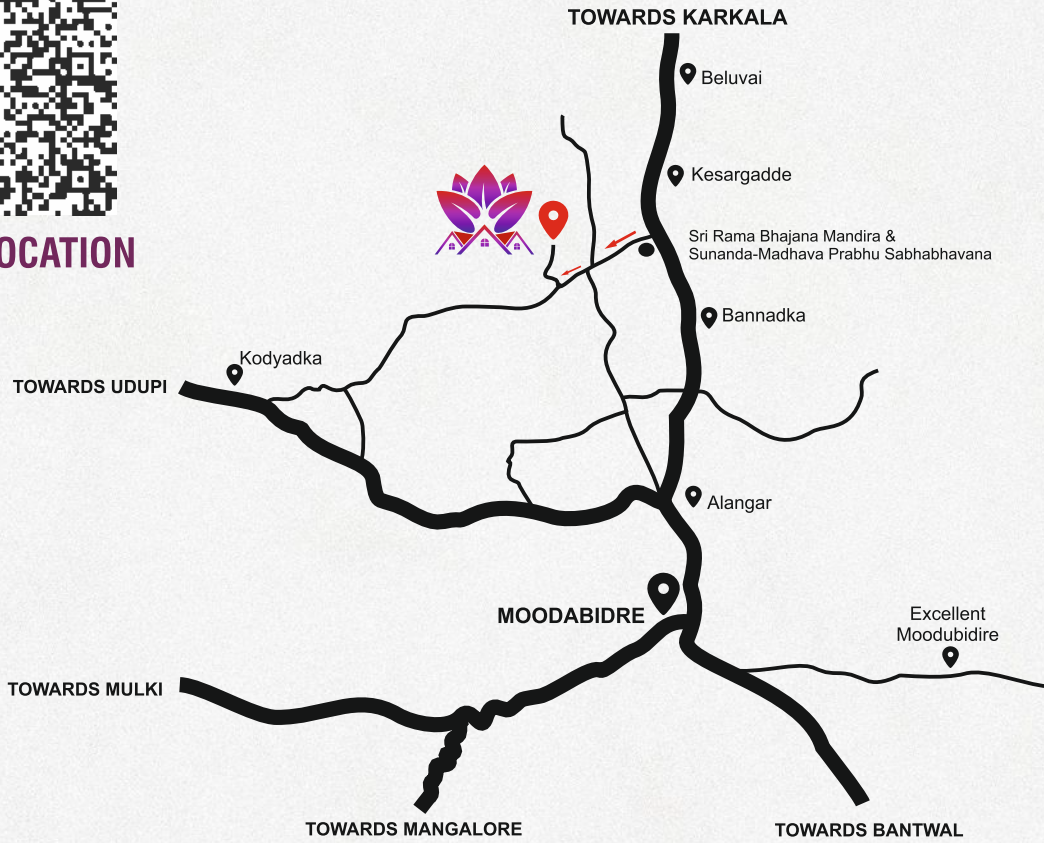 TOWARDS KARKALA
Beluvai
Kesargadde
OCATION
Sri Rama Bhajana Mandira &
Sunanda-Madhava Prabhu Sabhabhavana
Bannadka
Kodyadka
TOWARDS UDUPI
Alangar
MOODABIDRE
Excellent
Moodubidire
TOWARDS MULKI
TOWARDS MANGALORE
TOWARDS BANTWAL